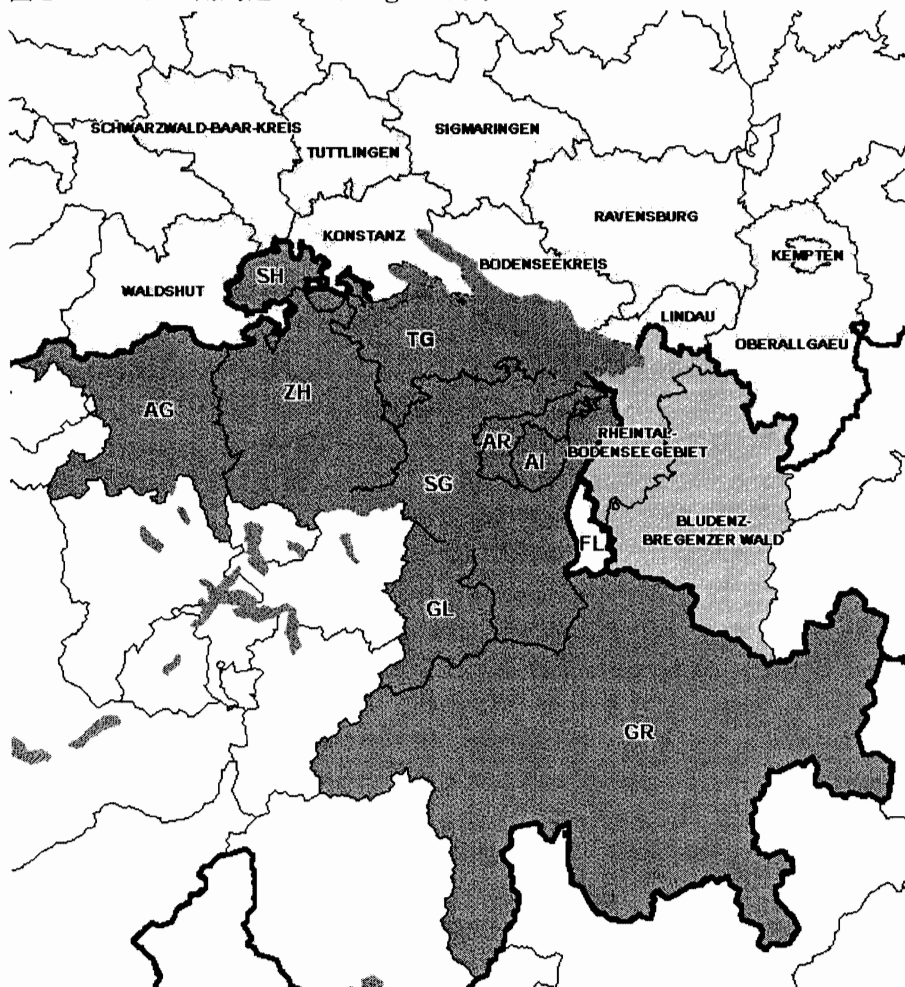 SCHWARZWALD-BAAR-KREIS
TUTTLINGEN
SIGMARINGEN
RAVENSBURG
KONSTANZ
KEMPTEN
BODENSEEKREIS
SH
WALDSHUT
LINDAU
TG
OBERALLGAEU
ZH
AG
AR
RHEINTAL-
BODENSEEGEBIET
AI
SG
BLUDENZ-
BREGENZER WALD
FL
GL
GR